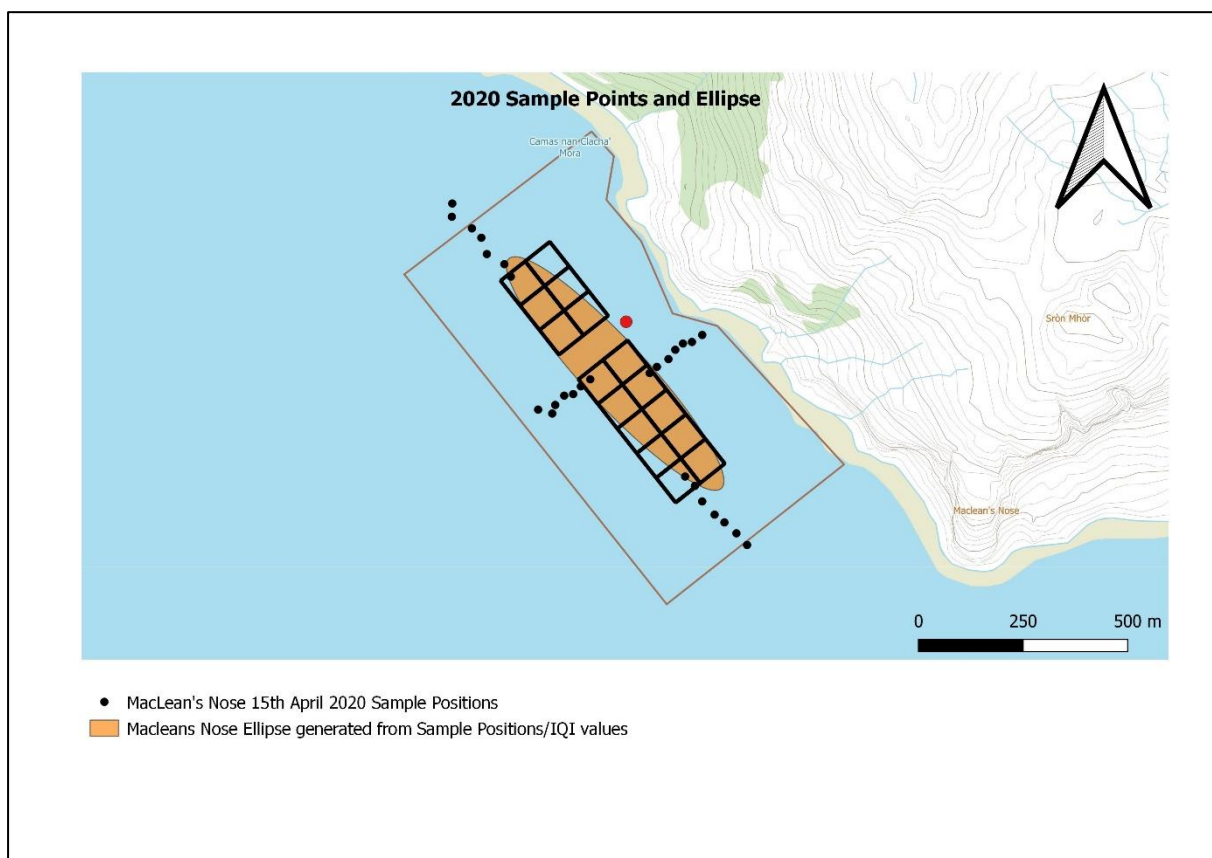 2020 Sample Points and Ellipse
Camas nan Clacha'
Mòra
Sròn Mhór
Maclean's Nose
0 250 500 m
MacLean's Nose 15th April 2020 Sample Positions
Macleans Nose Ellipse generated from Sample Positions/IQI values